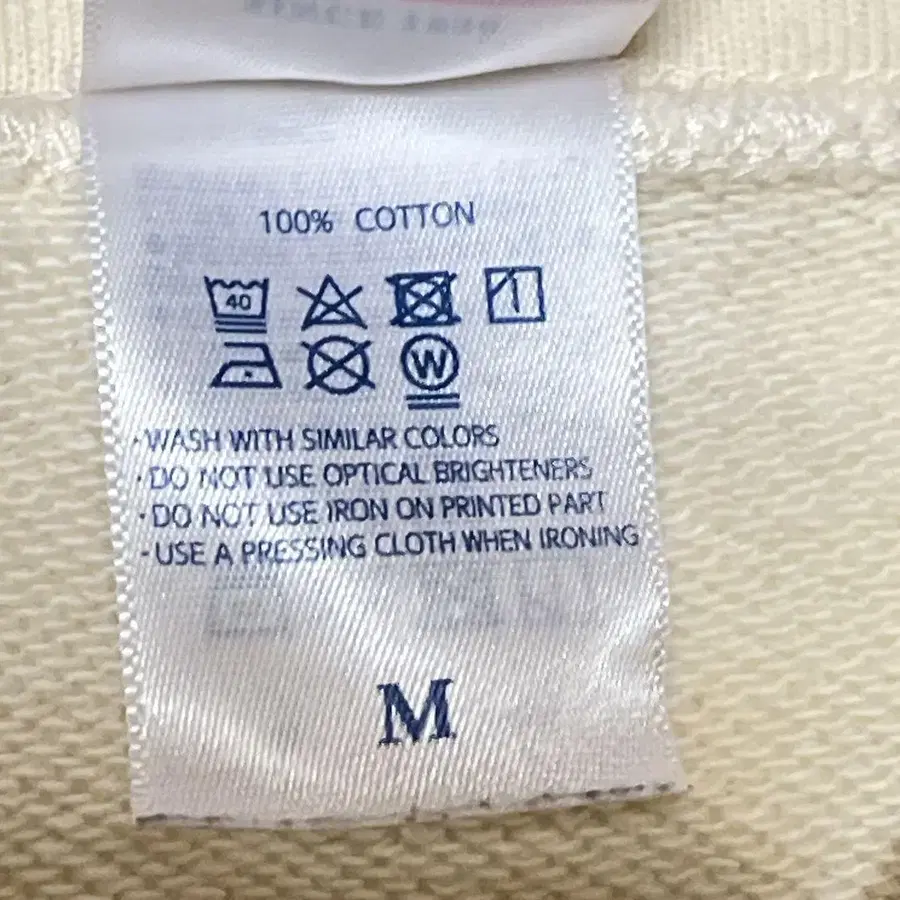 100% COTTON
40
W
· WASH WITH SIMILAR COLORS
· DO NOT USE OPTICAL BRIGHTENERS
· DO NOT USE IRON ON PRINTED PART
· USE A PRESSING CLOTH WHEN IRONING
M